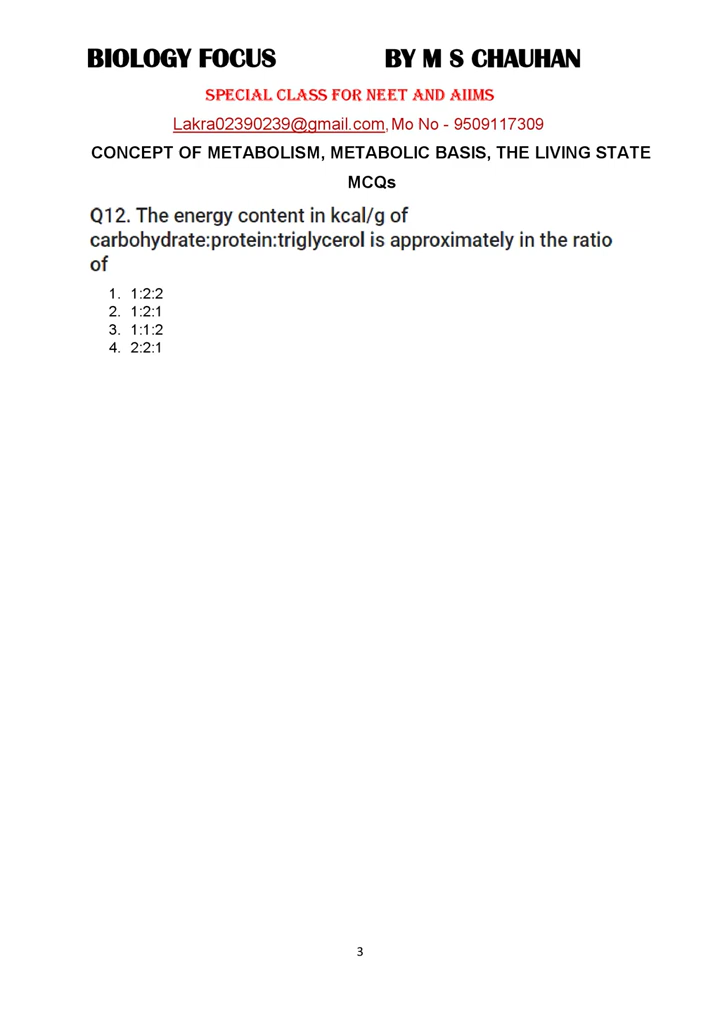 BIOLOGY FOCUS BY M S CHAUHAN
SPECIAL CLASS FOR NEET AND AIIMS
Lakra02390239@gmail.com, Mo No - 9509117309
CONCEPT OF METABOLISM, METABOLIC BASIS, THE LIVING STATE
MCQs
Q12. The energy content in kcal/g of
carbohydrate:protein:triglycerol is approximately in the ratio
of
1. 1:2:2
2. 1:2:1
3. 1:1:2
4. 2:2:1
3